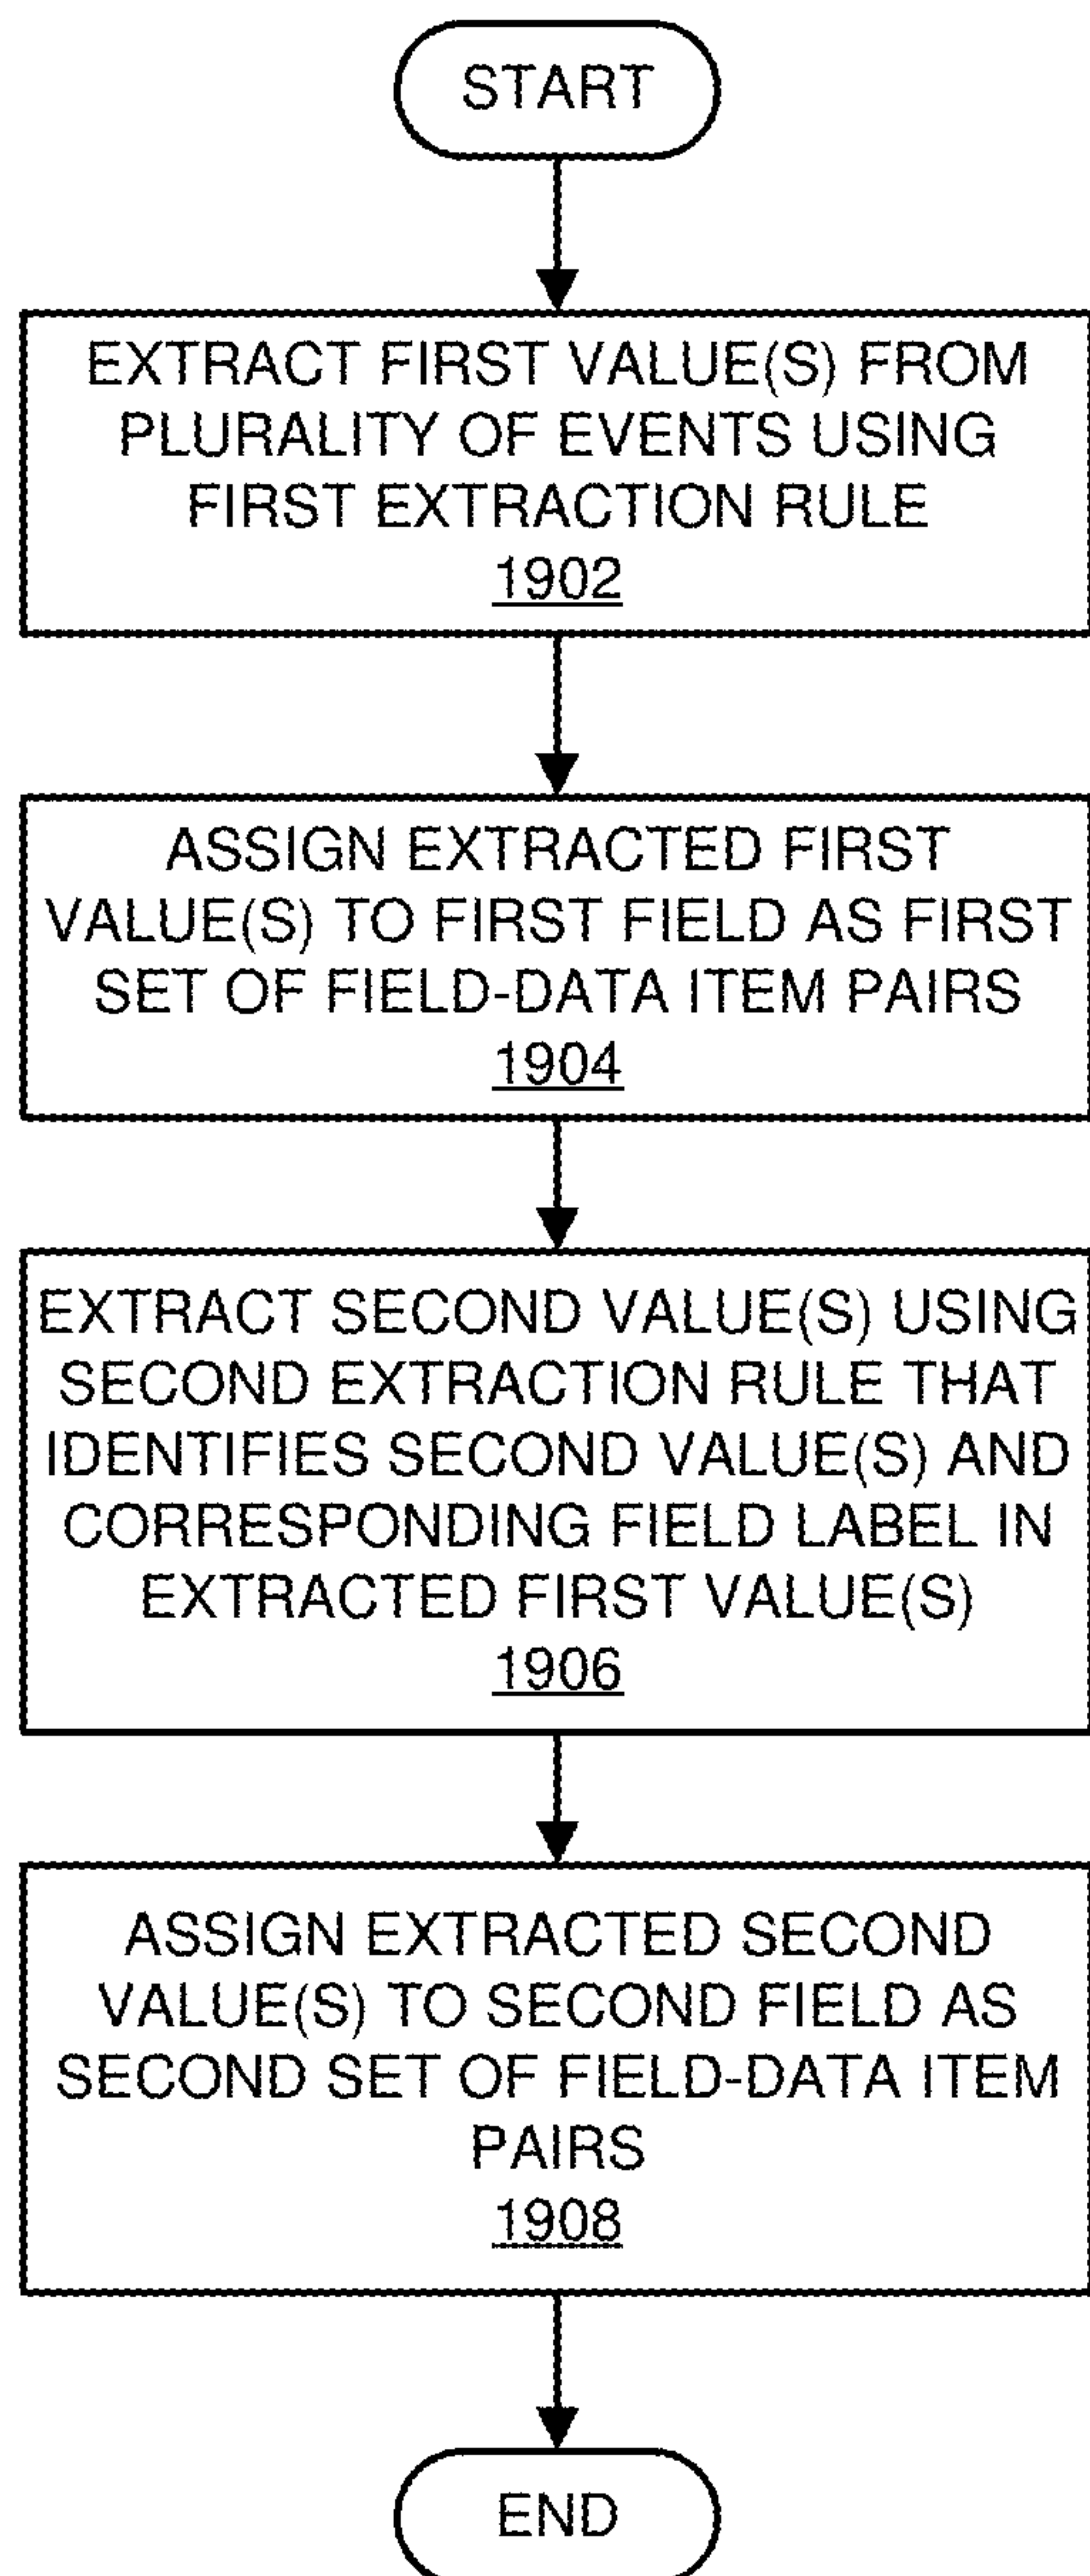 START
EXTRACT FIRST VALUE(S) FROM
PLURALITY OF EVENTS USING
FIRST EXTRACTION RULE
1902
ASSIGN EXTRACTED FIRST
VALUE(S) TO FIRST FIELD AS FIRST
SET OF FIELD-DATA ITEM PAIRS
1904
EXTRACT SECOND VALUE(S) USING
SECOND EXTRACTION RULE THAT
IDENTIFIES SECOND VALUE(S) AND
CORRESPONDING FIELD LABEL IN
EXTRACTED FIRST VALUE(S)
1906
ASSIGN EXTRACTED SECOND
VALUE(S) TO SECOND FIELD AS
SECOND SET OF FIELD-DATA ITEM
PAIRS
1908
END